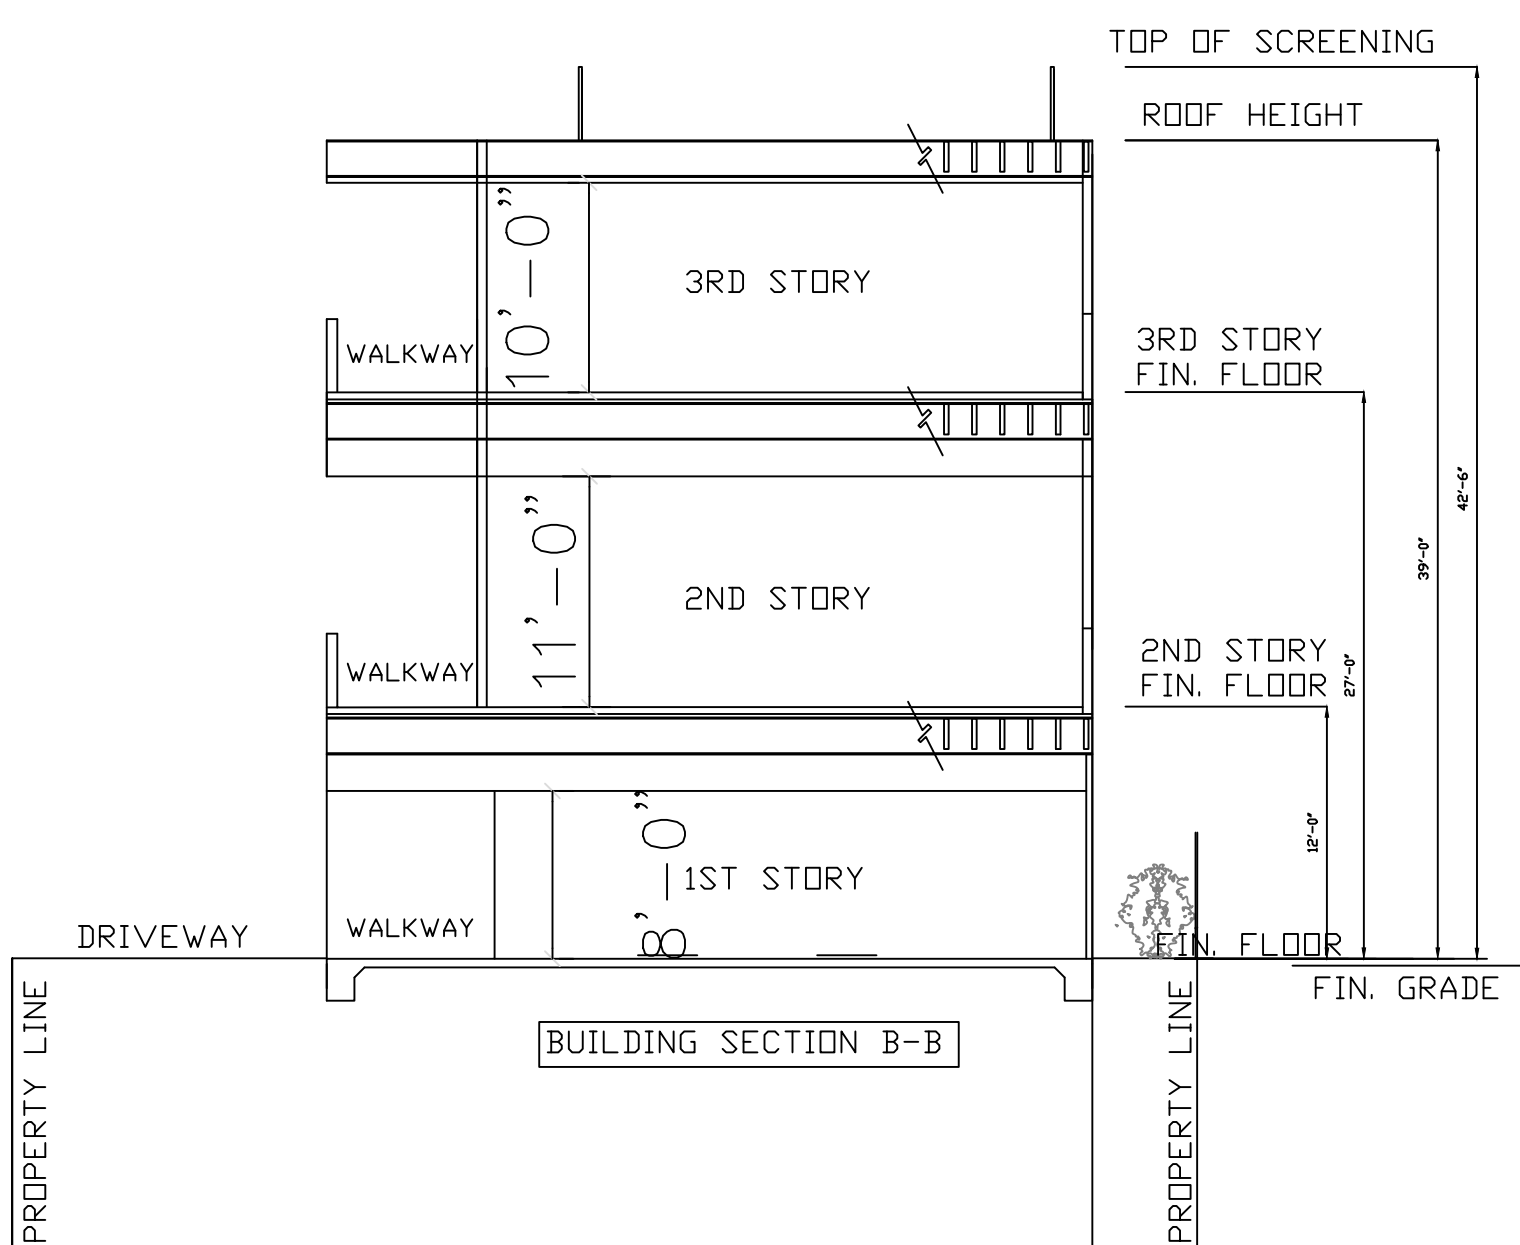 TOP OF SCREENING
ROOF HEIGHT
10'-0"
3RD STORY
WALKWAY
3RD STORY
FIN. FLOOR
42'-6"
39'-0"
11'-0"
2ND STORY
WALKWAY
2ND STORY
FIN. FLOOR
27'-0"
12'-0"
8'-0"
1ST STORY
WALKWAY
DRIVEWAY
FIN. FLOOR
FIN. GRADE
PROPERTY LINE
BUILDING SECTION B-B
PROPERTY LINE